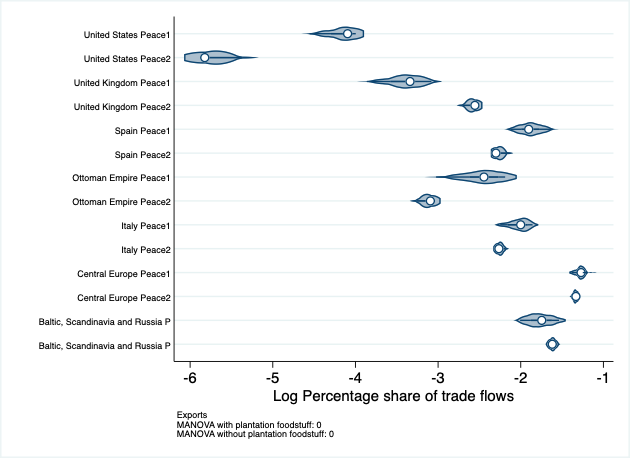 United States Peace1
United States Peace2
United Kingdom Peace1
United Kingdom Peace2
Spain Peace1
Spain Peace2
Ottoman Empire Peace1
Ottoman Empire Peace2
Italy Peace1
Italy Peace2
Central Europe Peace1
Central Europe Peace2
Baltic, Scandinavia and Russia P
Baltic, Scandinavia and Russia P
-6 -5 -4 -3 -2 -1
Log Percentage share of trade flows
Exports
MANOVA with plantation foodstuff: 0
MANOVA without plantation foodstuff: 0